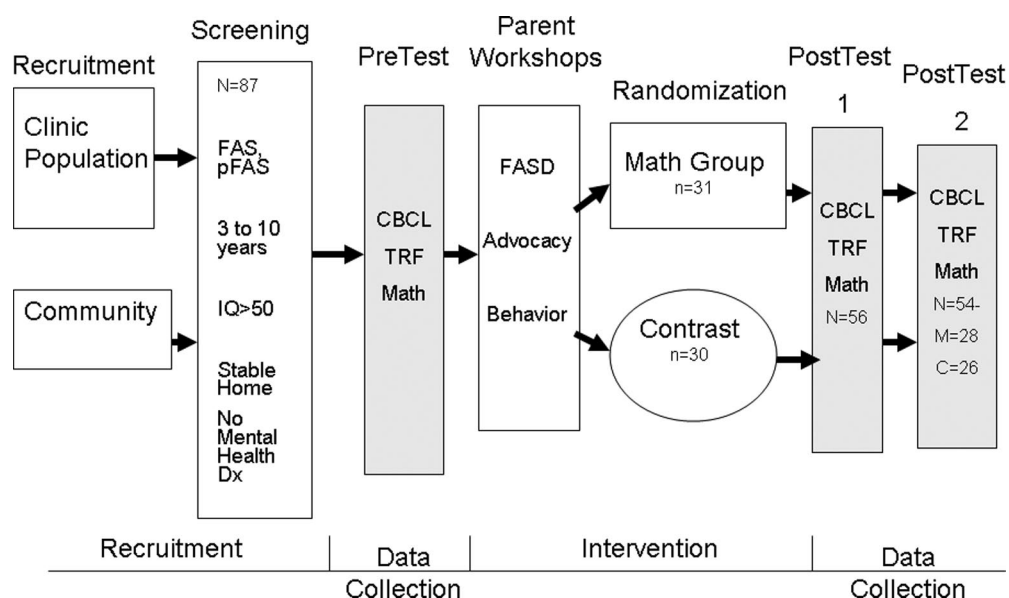 Recruitment
Clinic
Population
Community
Screening
N=87
FAS,
pFAS
3 to 10
years
IQ>50
Stable
Home
No
Mental
Health
Dx
PreTest
CBCL
TRF
Math
Parent
Workshops
FASD
Advocacy
Behavior
Randomization
Math Group
n=31
Contrast
n=30
PostTest
1
CBCL
TRF
Math
N=56
PostTest
2
CBCL
TRF
Math
N=54-
M=28
C=26
Recruitment
Data
Collection
Intervention
Data
Collection